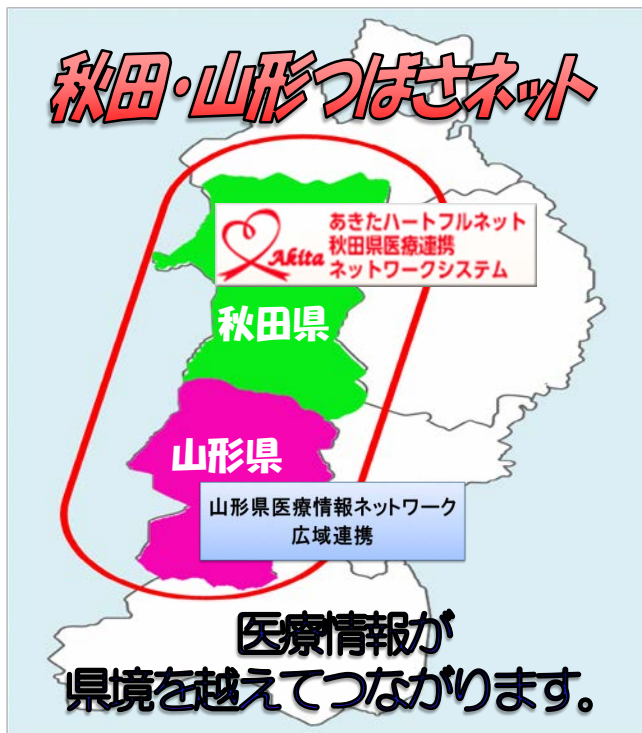 秋田・山形つばさネット
あきたハートフルネット
秋田県医療連携
ネットワークシステム
Akita
秋田県
山形県
山形県医療情報ネットワーク
広域連携
医療情報が
県境を越えてつながります。